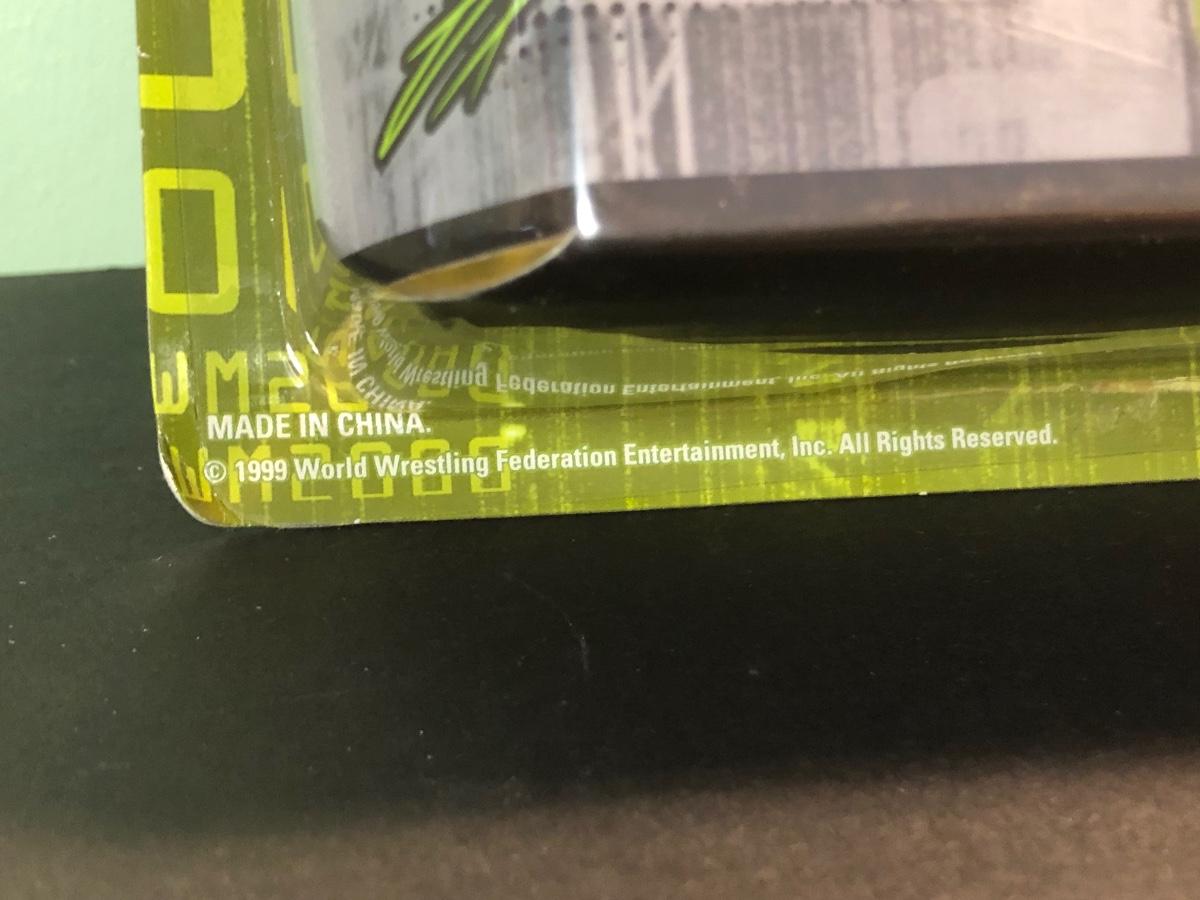 MADE IN CHINA.
© 1999 World Wrestling Federation Entertainment, Inc. All Rights Reserved.